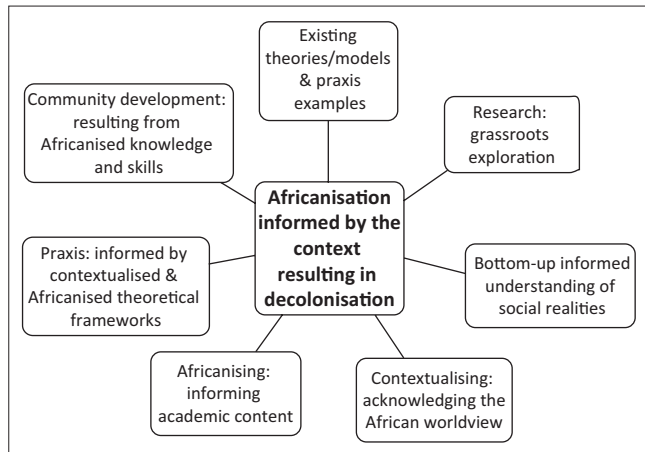 Existing
theories/models
& praxis
examples
Research:
grassroots
exploration
Bottom-up informed
understanding of
social realities
Contextualising:
acknowledging the
African worldview
Africanising:
informing
academic content
Praxis: informed by
contextualised &
Africanised theoretical
frameworks
Community development:
resulting from
Africanised knowledge
and skills
Africanisation
informed by the
context
resulting in
decolonisation